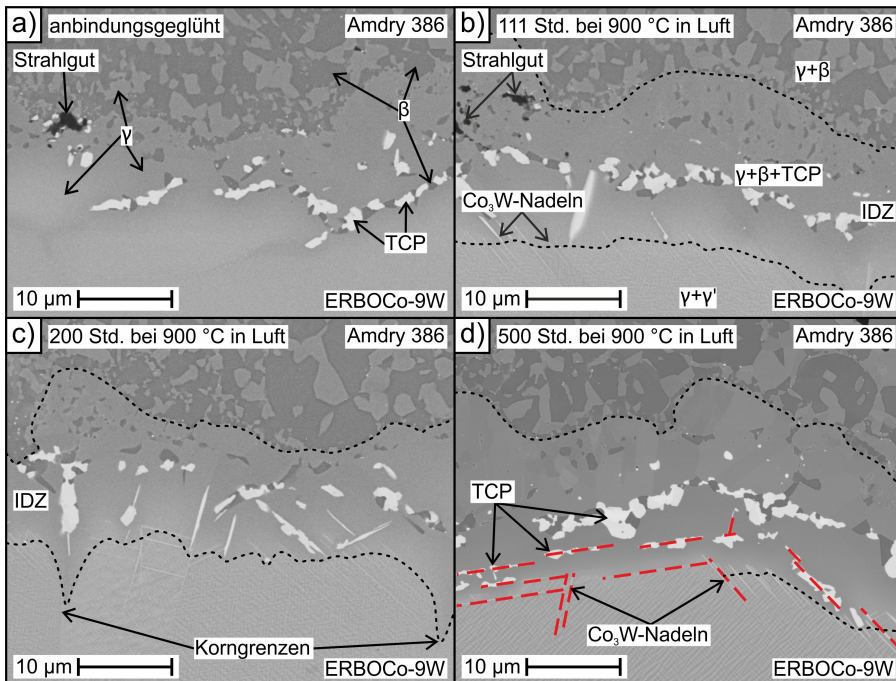 a) anbindungsgeglüht Amdry 386
Strahlgut
γ
β
TCP
10 µm ERBOCo-9W
b) 111 Std. bei 900 °C in Luft Amdry 386
Strahlgut
γ+β
γ+β+TCP
Co₃W-Nadeln
IDZ
γ+γ'
10 µm ERBOCo-9W
c) 200 Std. bei 900 °C in Luft Amdry 386
IDZ
Korngrenzen
10 µm ERBOCo-9W
d) 500 Std. bei 900 °C in Luft Amdry 386
TCP
Co₃W-Nadeln
10 µm ERBOCo-9W